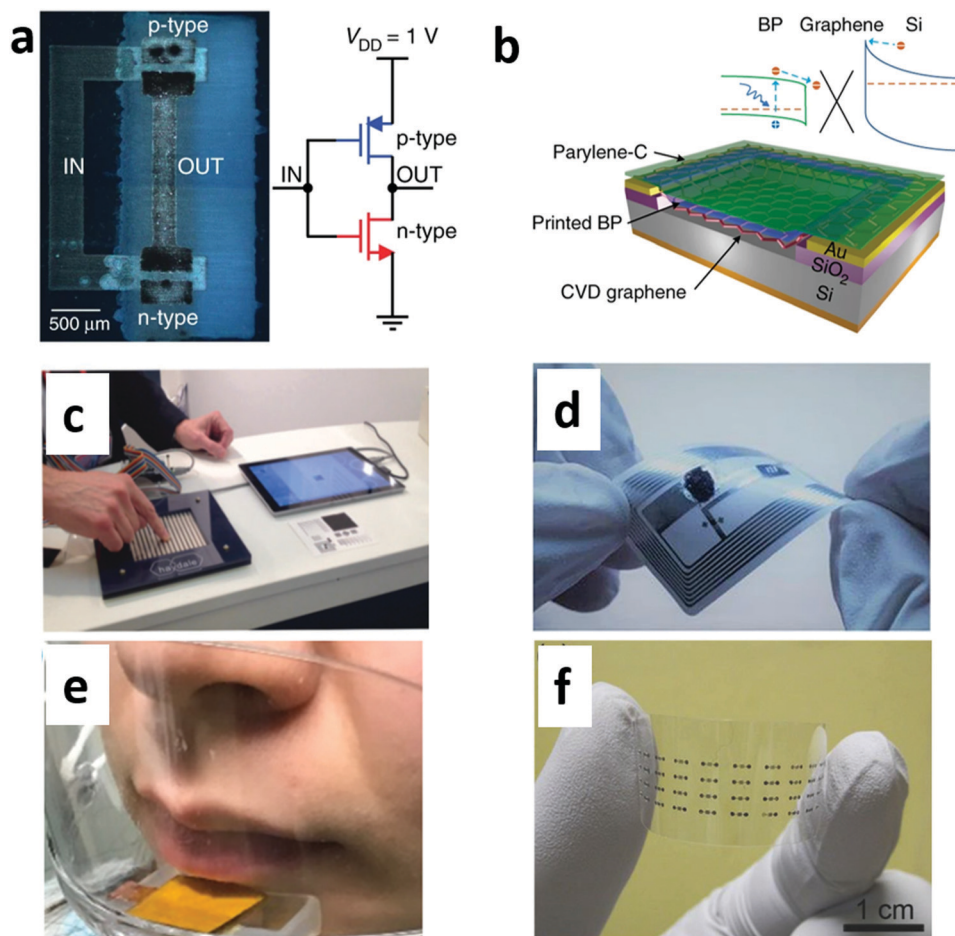 a
p-type
IN
OUT
500 μm
n-type
V_DD = 1 V
p-type
IN
OUT
n-type
b
BP Graphene Si
Parylene-C
Printed BP
CVD graphene
Au
SiO₂
Si
c
haydale
d
e
f
1 cm